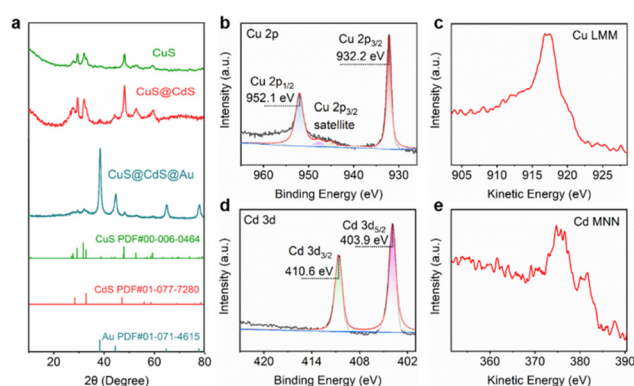 a
CuS
CuS@CdS
CuS@CdS@Au
CuS PDF#00-006-0464
CdS PDF#01-077-7280
Au PDF#01-071-4615
20 40 60 80
2θ (Degree)
b
Cu 2p
Cu 2p3/2
932.2 eV
Cu 2p1/2
952.1 eV
Cu 2p3/2
satellite
Intensity (a.u.)
960 950 940 930
Binding Energy (eV)
c
Cu LMM
Intensity (a.u.)
905 910 915 920 925
Kinetic Energy (eV)
d
Cd 3d
Cd 3d5/2
403.9 eV
Cd 3d3/2
410.6 eV
Intensity (a.u.)
420 414 408 402
Binding Energy (eV)
e
Cd MNN
Intensity (a.u.)
350 360 370 380 390
Kinetic Energy (eV)